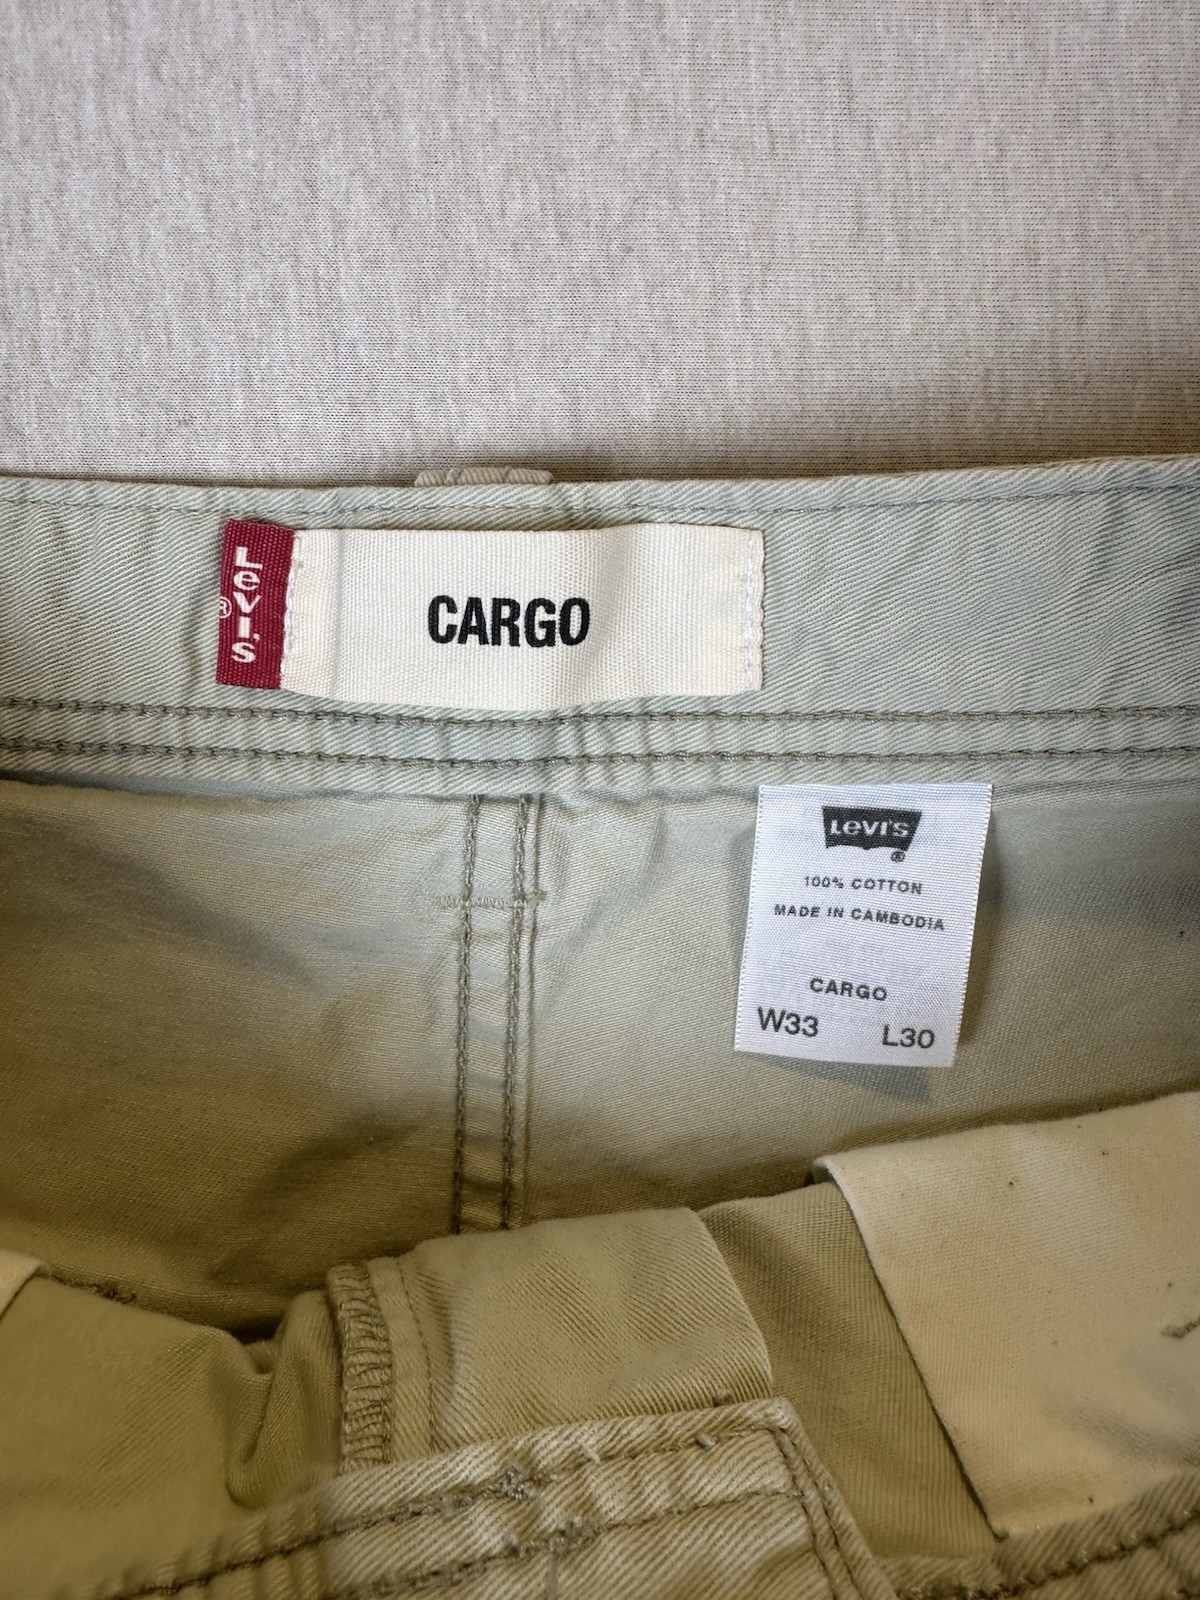 Levi's®
CARGO
Levi's
®
100% COTTON
MADE IN CAMBODIA
CARGO
W33 L30